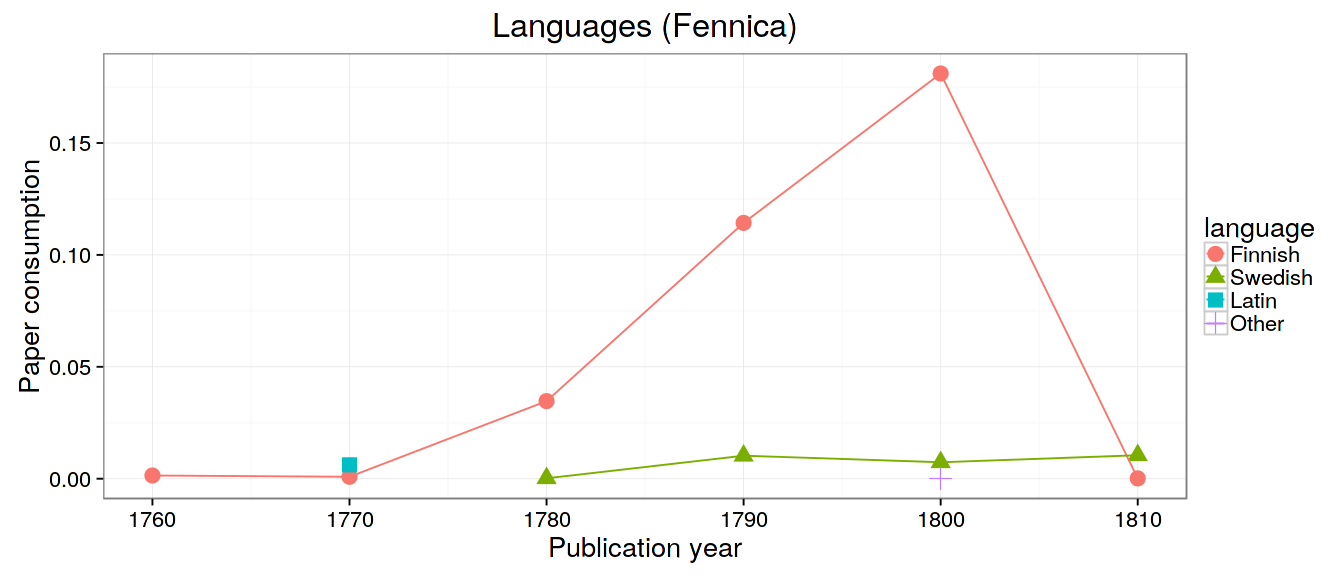 Languages (Fennica)
Paper consumption
0.15
0.10
0.05
0.00
1760 1770 1780 1790 1800 1810
Publication year
language
Finnish
Swedish
Latin
Other